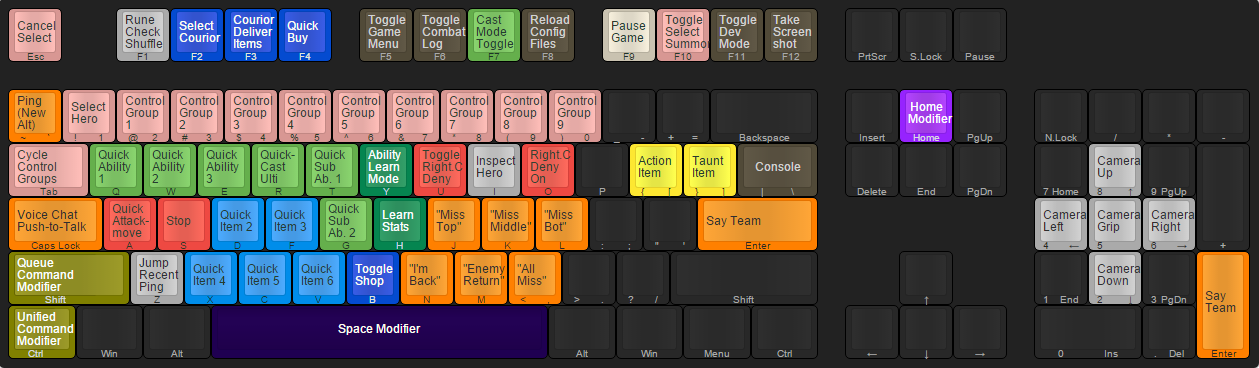 Cancel Select Esc
Rune Check Shuffle F1
Select Courior F2
Courior Deliver Items F3
Quick Buy F4
Toggle Game Menu F5
Toggle Combat Log F6
Cast Mode Toggle F7
Reload Config Files F8
Pause Game F9
Toggle Select Summon F10
Toggle Dev Mode F11
Take Screen shot F12
PrtScr
S.Lock
Pause
Ping (New Alt) ~ `
Select Hero ! 1
Control Group 1 @ 2
Control Group 2 # 3
Control Group 3 $ 4
Control Group 4 % 5
Control Group 5 ^ 6
Control Group 6 & 7
Control Group 7 * 8
Control Group 8 ( 9
Control Group 9 ) 0
_ -
+ =
Backspace
Insert
Home Modifier Home
PgUp
N.Lock
/
*
-
Cycle Control Groups Tab
Quick Ability 1 Q
Quick Ability 2 W
Quick Ability 3 E
Quick-Cast Ulti R
Quick Sub Ab. 1 T
Ability Learn Mode Y
Toggle Right.C Deny U
Inspect Hero I
Right.C Deny On O
P
Action Item { [
Taunt Item } ]
Console | \
Delete
End
PgDn
7 Home
Camera Up 8 ↑
9 PgUp
Voice Chat Push-to-Talk Caps Lock
Quick Attack-move A
Stop S
Quick Item 2 D
Quick Item 3 F
Quick Sub Ab. 2 G
Learn Stats H
"Miss Top" J
"Miss Middle" K
"Miss Bot" L
: ;
" '
Say Team Enter
Camera Left 4 ←
Camera Grip 5
Camera Right 6 →
+
Queue Command Modifier Shift
Jump Recent Ping Z
Quick Item 4 X
Quick Item 5 C
Quick Item 6 V
Toggle Shop B
"I'm Back" N
"Enemy Return" M
"All Miss" < ,
> .
? /
Shift
↑
1 End
Camera Down 2 ↓
3 PgDn
Say Team Enter
Unified Command Modifier Ctrl
Win
Alt
Space Modifier
Alt
Win
Menu
Ctrl
←
↓
→
0 Ins
. Del